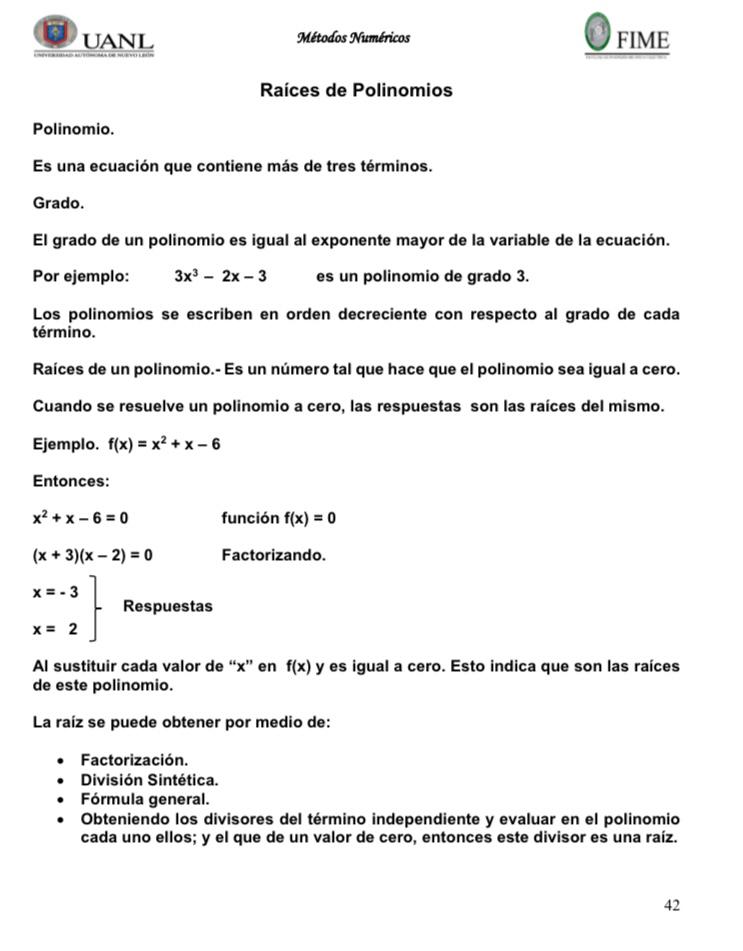 UANL
UNIVERSIDAD AUTÓNOMA DE NUEVO LEÓN
Métodos Numéricos
FIME
Raíces de Polinomios
Polinomio.
Es una ecuación que contiene más de tres términos.
Grado.
El grado de un polinomio es igual al exponente mayor de la variable de la ecuación.
Por ejemplo: 3x³ – 2x – 3 es un polinomio de grado 3.
Los polinomios se escriben en orden decreciente con respecto al grado de cada
término.
Raíces de un polinomio.- Es un número tal que hace que el polinomio sea igual a cero.
Cuando se resuelve un polinomio a cero, las respuestas son las raíces del mismo.
Ejemplo. f(x) = x² + x – 6
Entonces:
x² + x – 6 = 0 función f(x) = 0
(x + 3)(x – 2) = 0 Factorizando.
x = - 3
Respuestas
x = 2
Al sustituir cada valor de “x” en f(x) y es igual a cero. Esto indica que son las raíces
de este polinomio.
La raíz se puede obtener por medio de:
• Factorización.
• División Sintética.
• Fórmula general.
• Obteniendo los divisores del término independiente y evaluar en el polinomio
cada uno ellos; y el que de un valor de cero, entonces este divisor es una raíz.
42